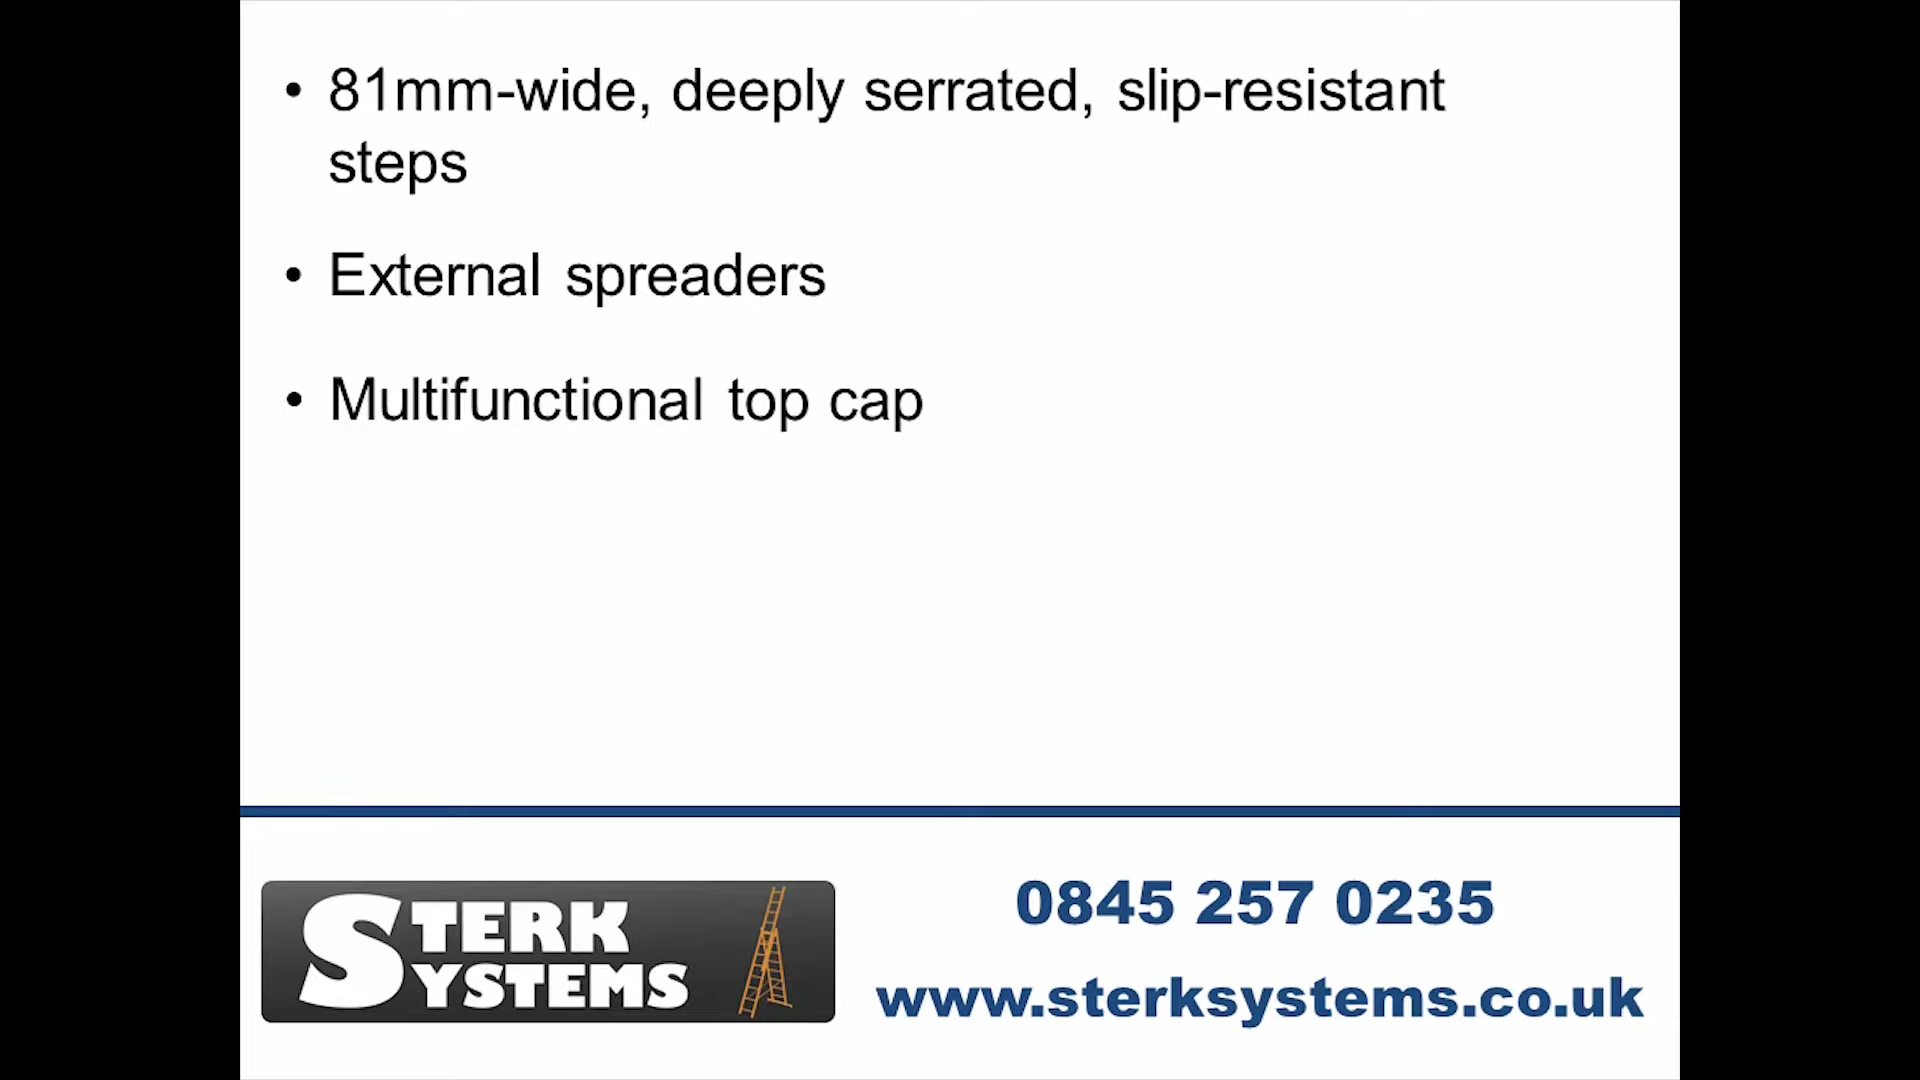 • 81mm-wide, deeply serrated, slip-resistant
steps
• External spreaders
• Multifunctional top cap
STERK
SYSTEMS
0845 257 0235
www.sterksystems.co.uk